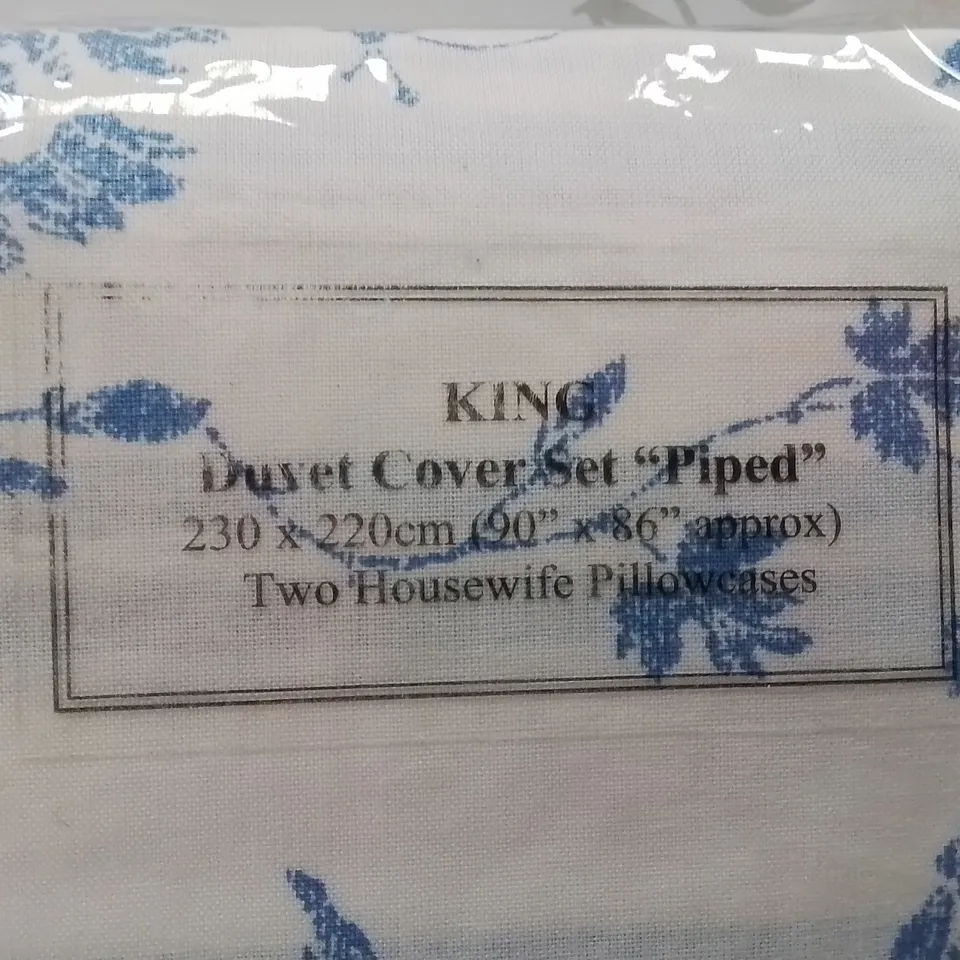 KING
Duvet Cover Set “Piped”
230 x 220cm (90” x 86” approx)
Two Housewife Pillowcases